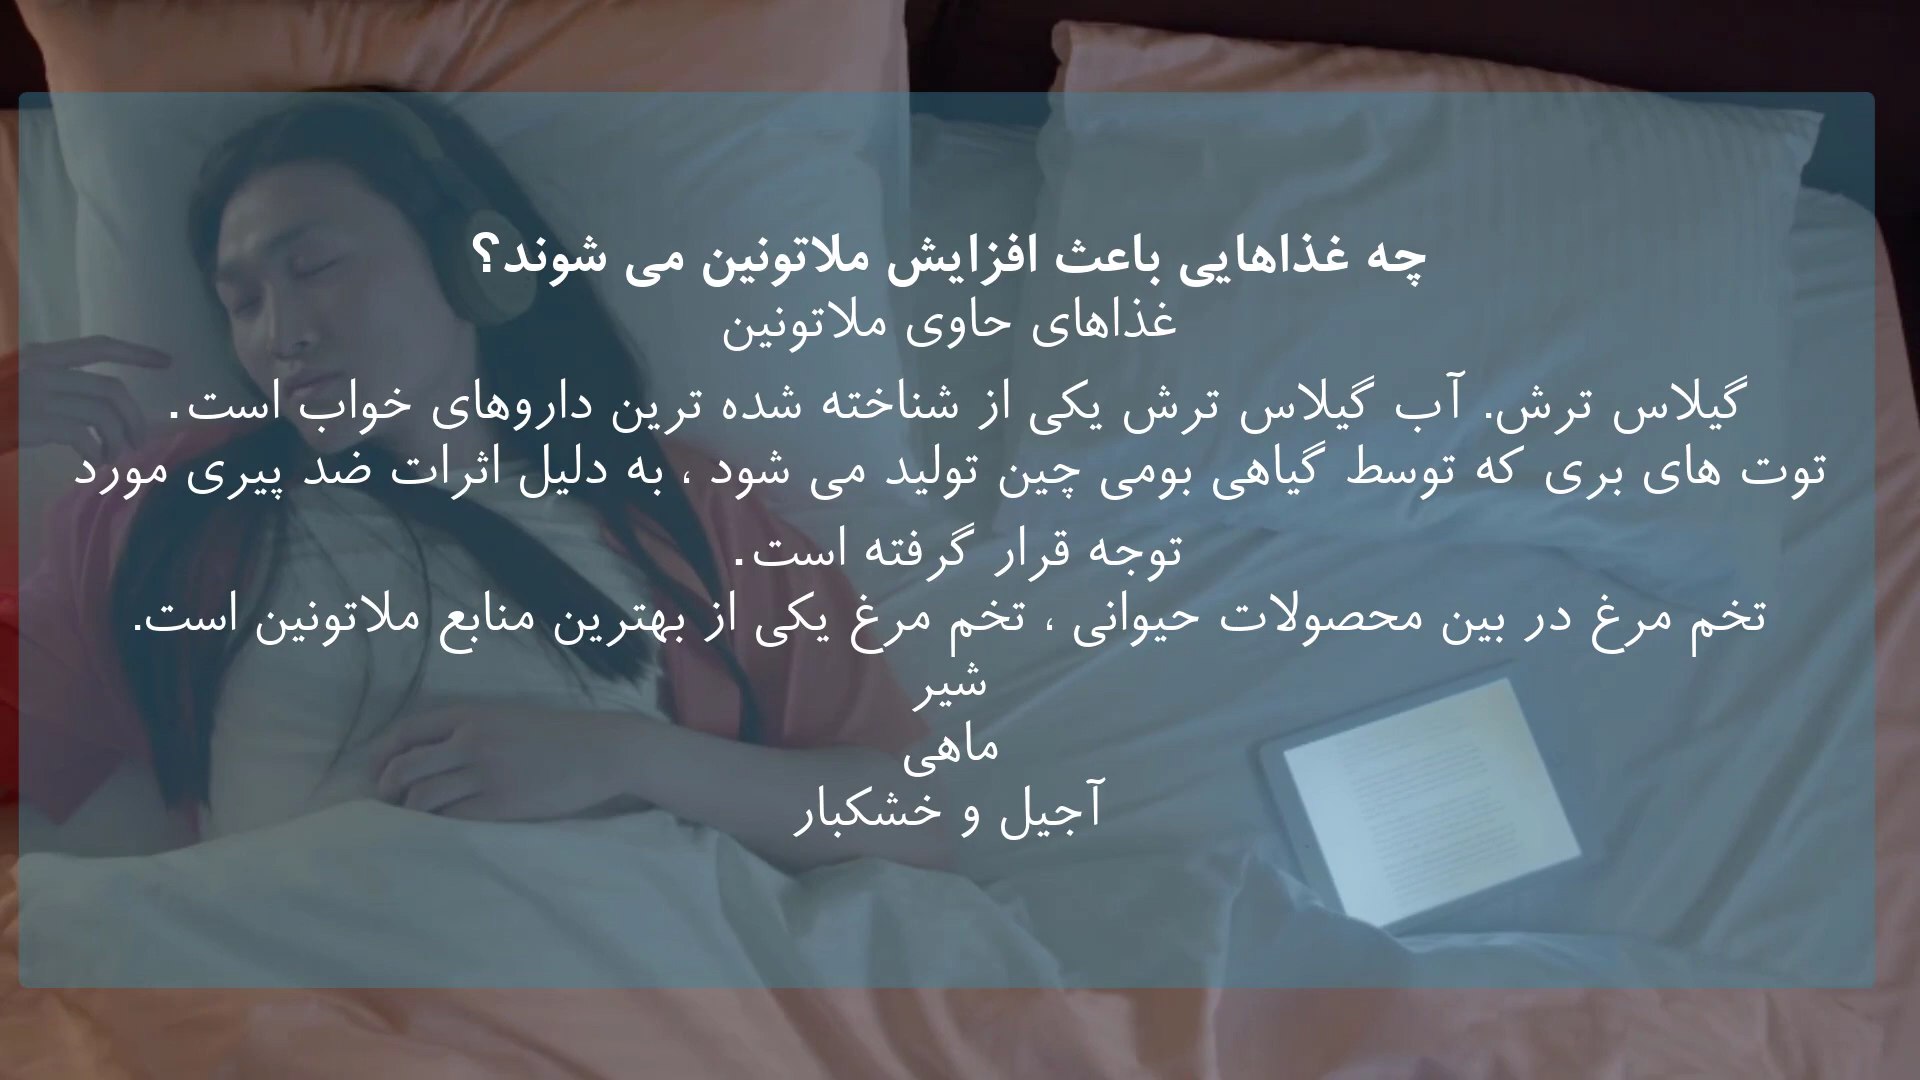 چه غذاهایی باعث افزایش ملاتونین می شوند؟
غذاهای حاوی ملاتونین
گیلاس ترش. آب گیلاس ترش یکی از شناخته شده ترین داروهای خواب است.
توت های بری که توسط گیاهی بومی چین تولید می شود ، به دلیل اثرات ضد پیری مورد
توجه قرار گرفته است.
تخم مرغ در بین محصولات حیوانی ، تخم مرغ یکی از بهترین منابع ملاتونین است.
شیر
ماهی
آجیل و خشکبار